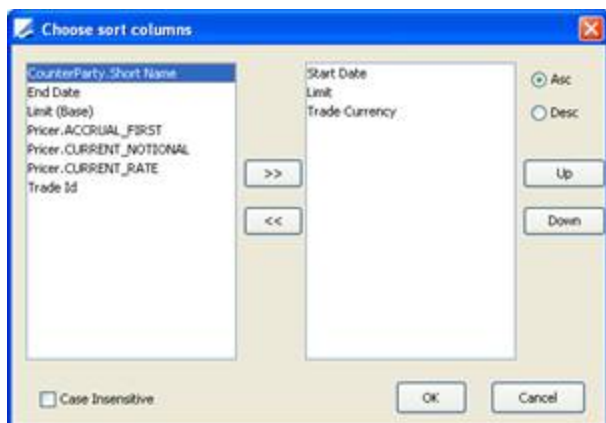 Choose sort columns
CounterParty.Short Name
End Date
Limit (Base)
Pricer.ACCRUAL_FIRST
Pricer.CURRENT_NOTIONAL
Pricer.CURRENT_RATE
Trade Id
>>
<<
Start Date
Limit
Trade Currency
Asc
Desc
Up
Down
Case Insensitive
OK
Cancel